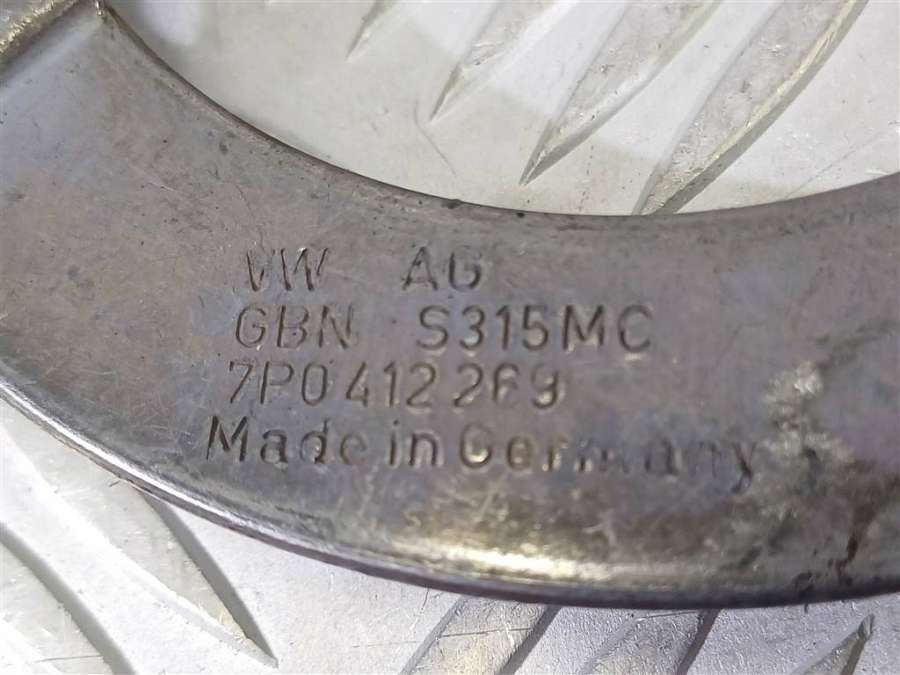 VW AG
GBN S315MC
7P0 412 269
Made in Germany